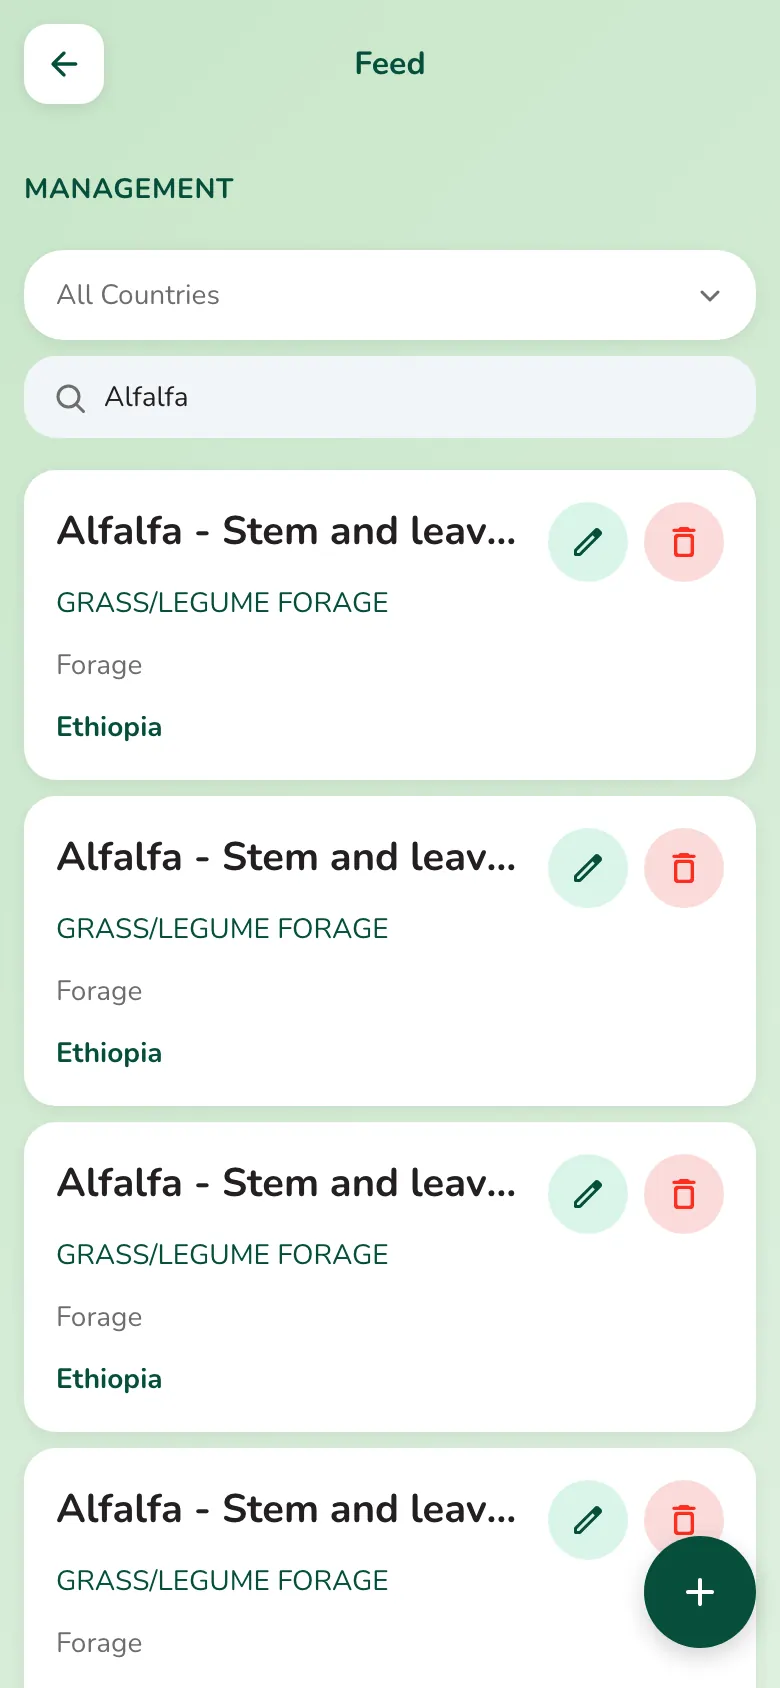 Feed
MANAGEMENT
All Countries
Alfalfa
Alfalfa - Stem and leav...
GRASS/LEGUME FORAGE
Forage
Ethiopia
Alfalfa - Stem and leav...
GRASS/LEGUME FORAGE
Forage
Ethiopia
Alfalfa - Stem and leav...
GRASS/LEGUME FORAGE
Forage
Ethiopia
Alfalfa - Stem and leav...
GRASS/LEGUME FORAGE
Forage